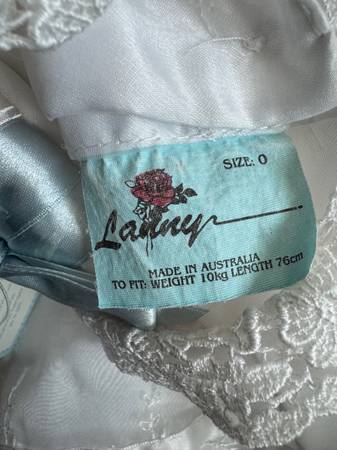 SIZE: 0
Lanny
MADE IN AUSTRALIA
TO FIT: WEIGHT 10kg LENGTH 76cm